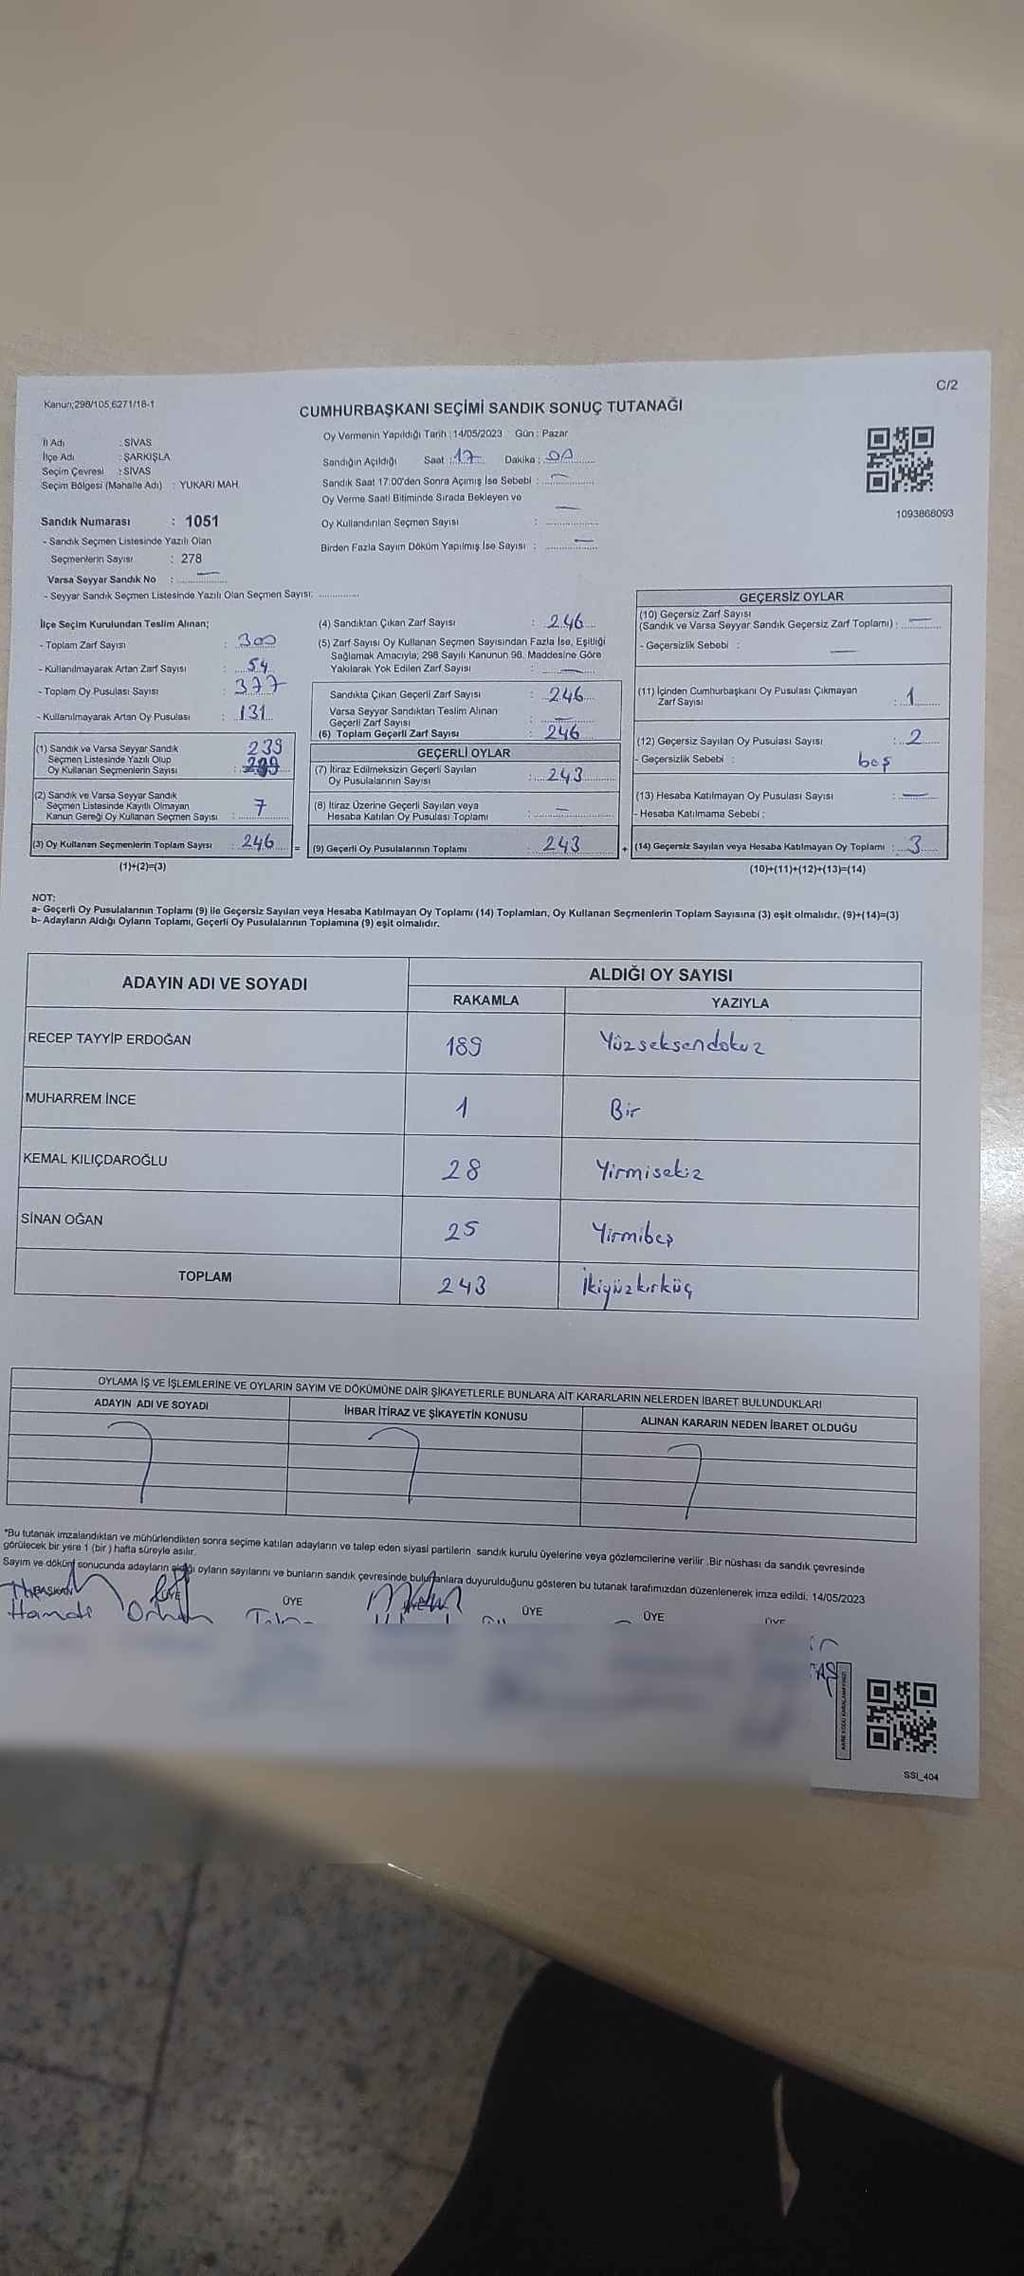 C/2
Kanun;298/105,6271/18-1
CUMHURBAŞKANI SEÇİMİ SANDIK SONUÇ TUTANAĞI
İl Adı : SİVAS
İlçe Adı : ŞARKIŞLA
Seçim Çevresi : SİVAS
Seçim Bölgesi (Mahalle Adı) : YUKARI MAH.
Sandık Numarası : 1051
- Sandık Seçmen Listesinde Yazılı Olan
Seçmenlerin Sayısı : 278
Varsa Seyyar Sandık No : —
- Seyyar Sandık Seçmen Listesinde Yazılı Olan Seçmen Sayısı:
Oy Vermenin Yapıldığı Tarih : 14/05/2023 Gün : Pazar
Sandığın Açıldığı Saat : 17 Dakika :
Sandık Saat 17.00'den Sonra Açımış İse Sebebi : —
Oy Verme Saati Bitiminde Sırada Bekleyen ve
Oy Kullandırılan Seçmen Sayısı : —
Birden Fazla Sayım Döküm Yapılmış İse Sayısı : —
1093868093
İlçe Seçim Kurulundan Teslim Alınan;
- Toplam Zarf Sayısı : 300
- Kullanılmayarak Artan Zarf Sayısı : 54
- Toplam Oy Pusulası Sayısı : 377
- Kullanılmayarak Artan Oy Pusulası : 131
(1) Sandık ve Varsa Seyyar Sandık 239
Seçmen Listesinde Yazılı Olup
Oy Kullanan Seçmenlerin Sayısı :
(2) Sandık ve Varsa Seyyar Sandık
Seçmen Listasinde Kayıtlı Olmayan
Kanun Gereği Oy Kullanan Seçmen Sayısı : 7
(3) Oy Kullanan Seçmenlerin Toplam Sayısı : 246 =
(1)+(2)=(3)
(4) Sandıktan Çıkan Zarf Sayısı : 246
(5) Zarf Sayısı Oy Kullanan Seçmen Sayısından Fazla İse, Eşitliği
Sağlamak Amacıyla; 298 Sayılı Kanunun 98. Maddesine Göre
Yakılarak Yok Edilen Zarf Sayısı : —
Sandıkta Çıkan Geçerli Zarf Sayısı : 246
Varsa Seyyar Sandıktan Teslim Alınan
Geçerli Zarf Sayısı : —
(6) Toplam Geçerli Zarf Sayısı : 246
GEÇERLİ OYLAR
(7) İtiraz Edilmeksizin Geçerli Sayılan
Oy Pusulalarının Sayısı : 243
(8) İtiraz Üzerine Geçerli Sayılan veya
Hesaba Katılan Oy Pusulası Toplamı : —
(9) Geçerli Oy Pusulalarının Toplamı : 243 +
GEÇERSİZ OYLAR
(10) Geçersiz Zarf Sayısı
(Sandık ve Varsa Seyyar Sandık Geçersiz Zarf Toplamı) : —
- Geçersizlik Sebebi : —
(11) İçinden Cumhurbaşkanı Oy Pusulası Çıkmayan
Zarf Sayısı : 1
(12) Geçersiz Sayılan Oy Pusulası Sayısı : 2
- Geçersizlik Sebebi : boş
(13) Hesaba Katılmayan Oy Pusulası Sayısı : —
- Hesaba Katılmama Sebebi :
(14) Geçersiz Sayılan veya Hesaba Katılmayan Oy Toplamı : 3
(10)+(11)+(12)+(13)=(14)
NOT:
a- Geçerli Oy Pusulalarının Toplamı (9) ile Geçersiz Sayılan veya Hesaba Katılmayan Oy Toplamı (14) Toplamları, Oy Kullanan Seçmenlerin Toplam Sayısına (3) eşit olmalıdır. (9)+(14)=(3)
b- Adayların Aldığı Oyların Toplamı, Geçerli Oy Pusulalarının Toplamına (9) eşit olmalıdır.
ADAYIN ADI VE SOYADI ALDIĞI OY SAYISI
RAKAMLA YAZIYLA
RECEP TAYYİP ERDOĞAN 189 Yüzseksendokuz
MUHARREM İNCE 1 Bir
KEMAL KILIÇDAROĞLU 28 Yirmisekiz
SİNAN OĞAN 25 Yirmibeş
TOPLAM 243 İkiyüzkırküç
OYLAMA İŞ VE İŞLEMLERİNE VE OYLARIN SAYIM VE DÖKÜMÜNE DAİR ŞİKAYETLERLE BUNLARA AİT KARARLARIN NELERDEN İBARET BULUNDUKLARI
ADAYIN ADI VE SOYADI İHBAR İTİRAZ VE ŞİKAYETİN KONUSU ALINAN KARARIN NEDEN İBARET OLDUĞU
*Bu tutanak imzalandıktan ve mühürlendikten sonra seçime katılan adayların ve talep eden siyasi partilerin sandık kurulu üyelerine veya gözlemcilerine verilir .Bir nüshası da sandık çevresinde
görülecek bir yere 1 (bir ) hafta süreyle asılır.
Sayım ve döküm sonucunda adayların aldığı oyların sayılarını ve bunların sandık çevresinde bulunanlara duyurulduğunu gösteren bu tutanak tarafımızdan düzenlenerek imza edildi. 14/05/2023
BAŞKAN ÜYE ÜYE ÜYE ÜYE ÜYE
Hamdi Orhan
SSİ_404